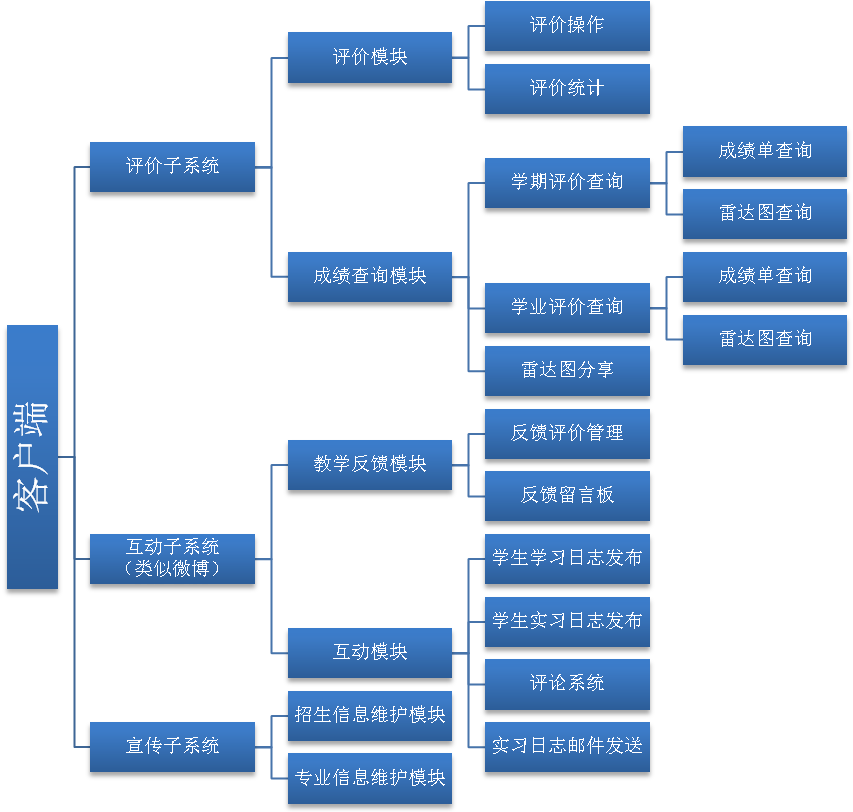 客户端
评价子系统
评价模块
评价操作
评价统计
成绩查询模块
学期评价查询
成绩单查询
雷达图查询
学业评价查询
成绩单查询
雷达图查询
雷达图分享
互动子系统
（类似微博）
教学反馈模块
反馈评价管理
反馈留言板
互动模块
学生学习日志发布
学生实习日志发布
评论系统
实习日志邮件发送
宣传子系统
招生信息维护模块
专业信息维护模块